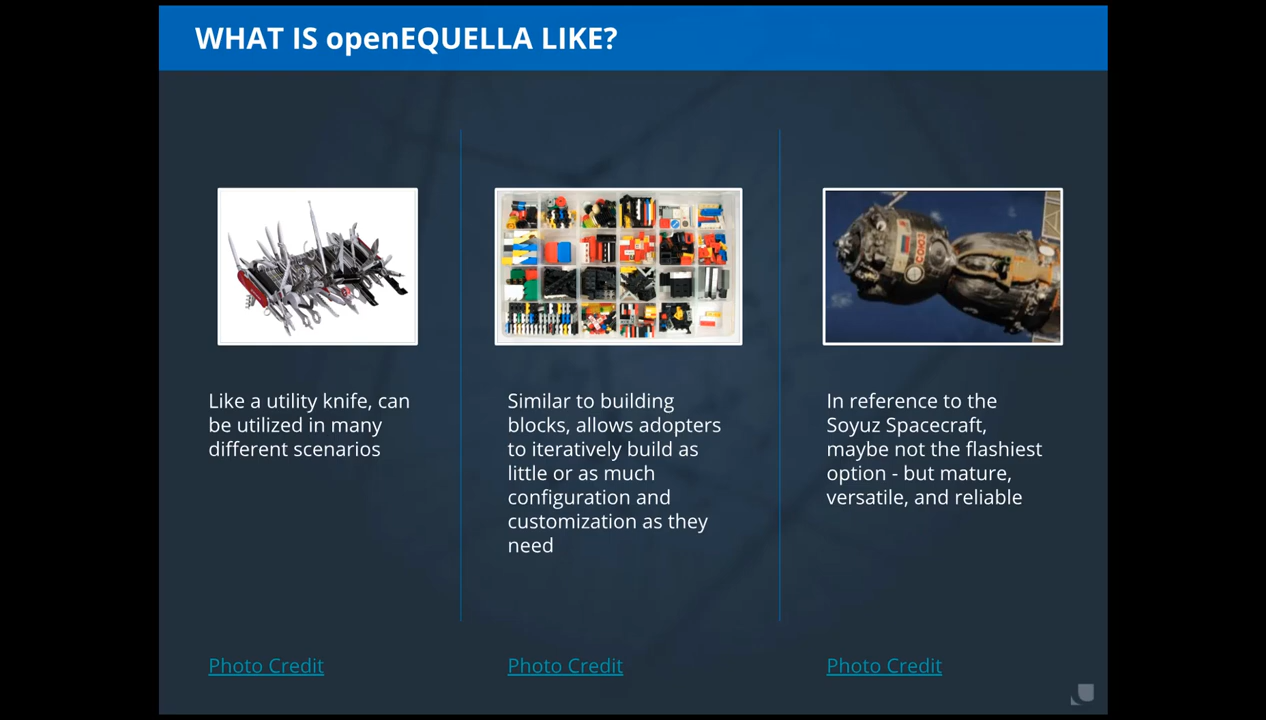 WHAT IS openEQUELLA LIKE?
Like a utility knife, can
be utilized in many
different scenarios
Similar to building
blocks, allows adopters
to iteratively build as
little or as much
configuration and
customization as they
need
СОЮЗ
In reference to the
Soyuz Spacecraft,
maybe not the flashiest
option - but mature,
versatile, and reliable
Photo Credit
Photo Credit
Photo Credit